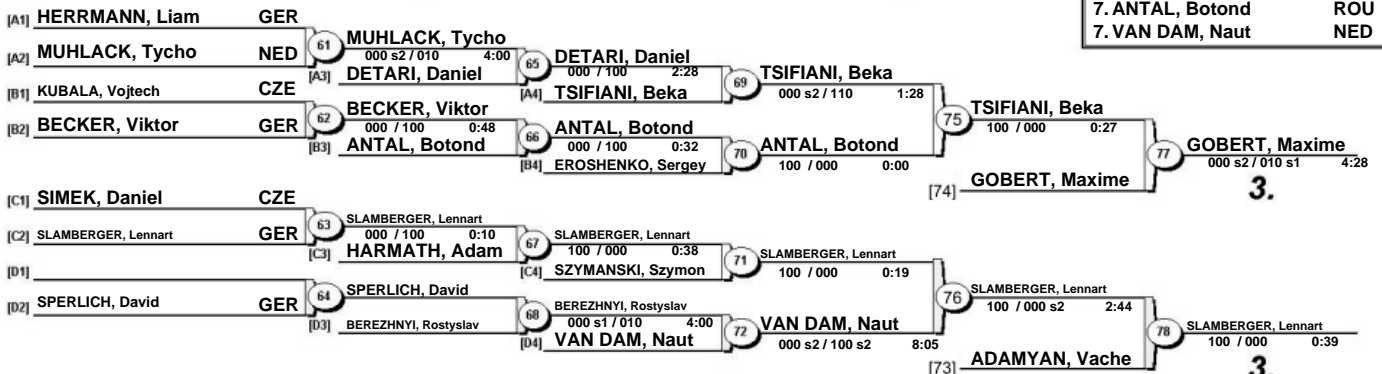 7. ANTAL, Botond ROU
7. VAN DAM, Naut NED
[A1] HERRMANN, Liam GER
[A2] MUHLACK, Tycho NED
61
MUHLACK, Tycho
000 s2 / 010 4:00
[A3] DETARI, Daniel
65
DETARI, Daniel
000 / 100 2:28
[A4] TSIFIANI, Beka
69
TSIFIANI, Beka
000 s2 / 110 1:28
[B1] KUBALA, Vojtech CZE
[B2] BECKER, Viktor GER
62
BECKER, Viktor
000 / 100 0:48
[B3] ANTAL, Botond
66
ANTAL, Botond
000 / 100 0:32
[B4] EROSHENKO, Sergey
70
ANTAL, Botond
100 / 000 0:00
75
TSIFIANI, Beka
100 / 000 0:27
[74] GOBERT, Maxime
77
GOBERT, Maxime
000 s2 / 010 s1 4:28
3.
[C1] SIMEK, Daniel CZE
[C2] SLAMBERGER, Lennart GER
63
SLAMBERGER, Lennart
000 / 100 0:10
[C3] HARMATH, Adam
67
SLAMBERGER, Lennart
100 / 000 0:38
[C4] SZYMANSKI, Szymon
71
SLAMBERGER, Lennart
100 / 000 0:19
[D1]
[D2] SPERLICH, David GER
64
SPERLICH, David
[D3] BEREZHNYI, Rostyslav
68
BEREZHNYI, Rostyslav
000 s1 / 010 4:00
[D4] VAN DAM, Naut
72
VAN DAM, Naut
000 s2 / 100 s2 8:05
76
SLAMBERGER, Lennart
100 / 000 s2 2:44
[73] ADAMYAN, Vache
78
SLAMBERGER, Lennart
100 / 000 0:39
3.